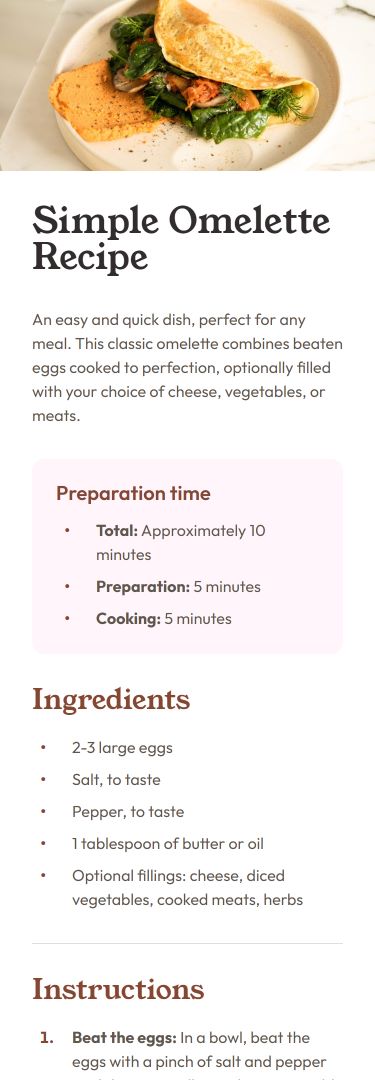 Simple Omelette
Recipe
An easy and quick dish, perfect for any
meal. This classic omelette combines beaten
eggs cooked to perfection, optionally filled
with your choice of cheese, vegetables, or
meats.
Preparation time
• Total: Approximately 10
minutes
• Preparation: 5 minutes
• Cooking: 5 minutes
Ingredients
• 2-3 large eggs
• Salt, to taste
• Pepper, to taste
• 1 tablespoon of butter or oil
• Optional fillings: cheese, diced
vegetables, cooked meats, herbs
Instructions
1. Beat the eggs: In a bowl, beat the
eggs with a pinch of salt and pepper